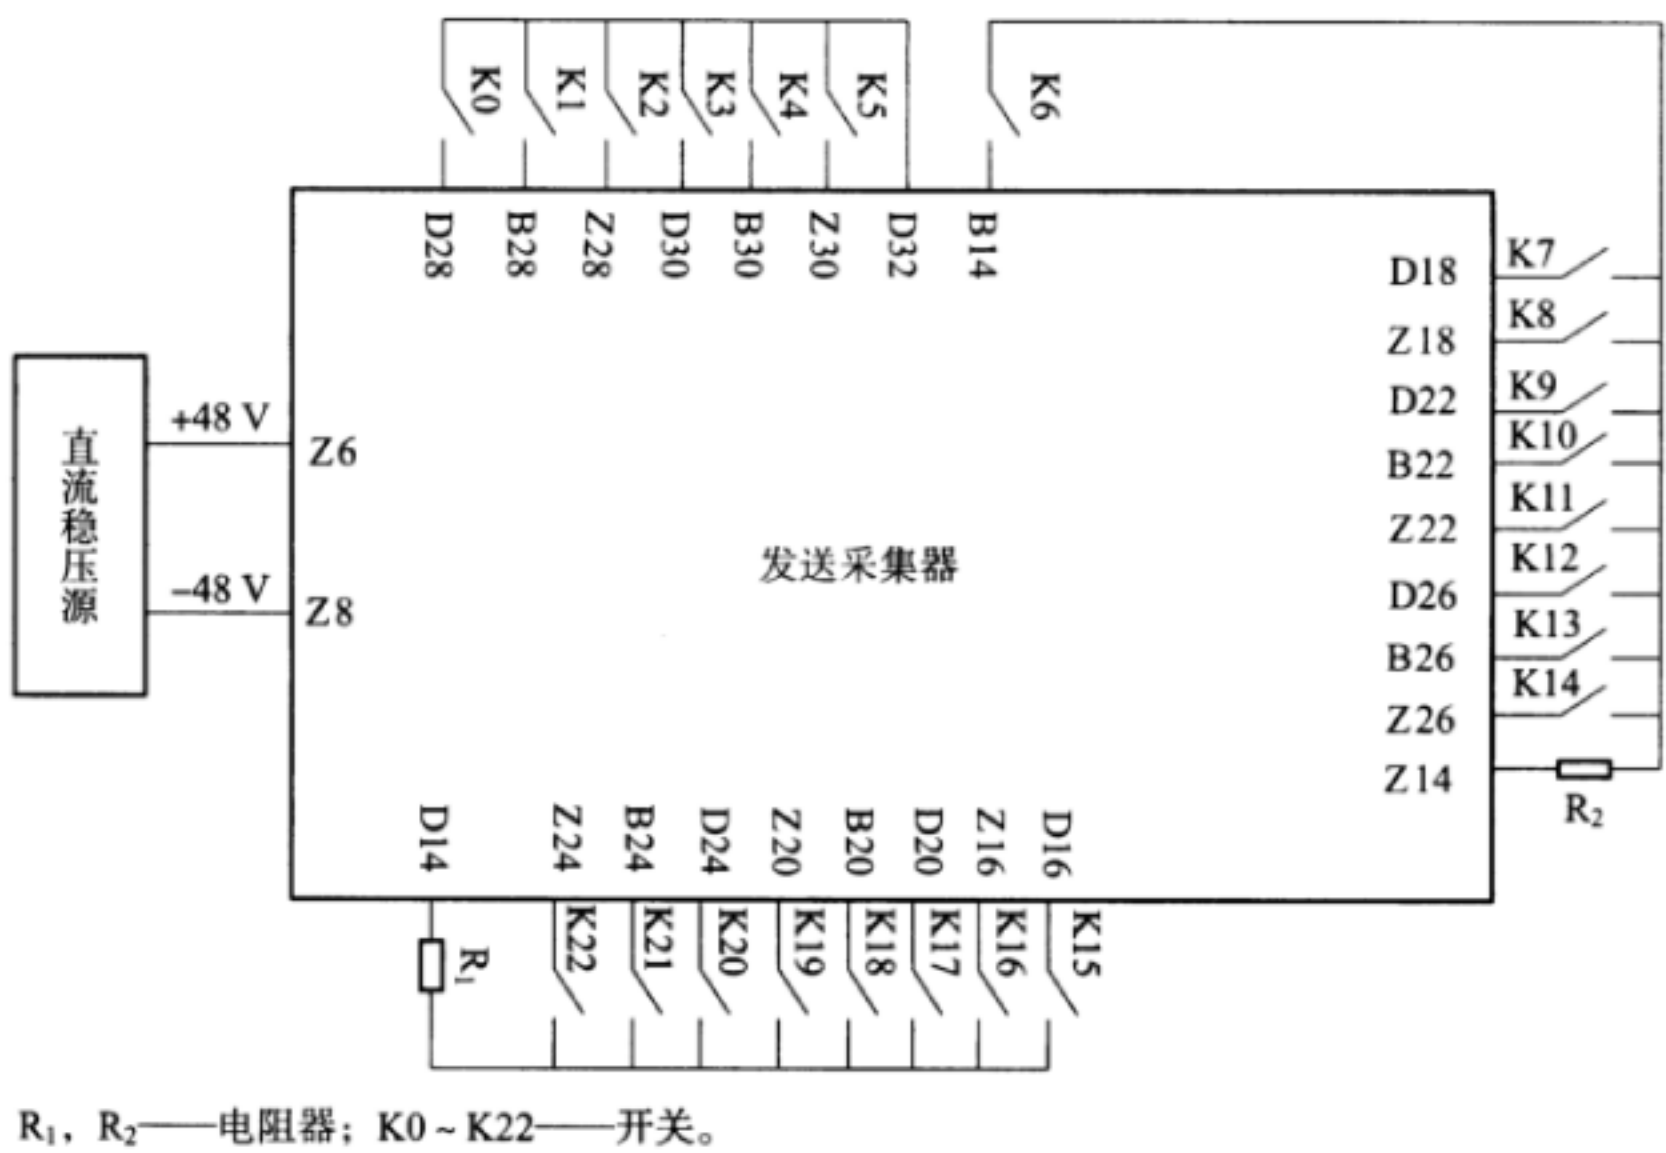 K0 K1 K2 K3 K4 K5 K6
D28 B28 Z28 D30 B30 Z30 D32 B14
D18 K7
Z18 K8
D22 K9
B22 K10
Z22 K11
D26 K12
B26 K13
Z26 K14
Z14
R2
直流稳压源
+48 V
Z6
−48 V
Z8
发送采集器
D14 Z24 B24 D24 Z20 B20 D20 Z16 D16
R1 K22 K21 K20 K19 K18 K17 K16 K15
R1，R2——电阻器；K0~K22——开关。